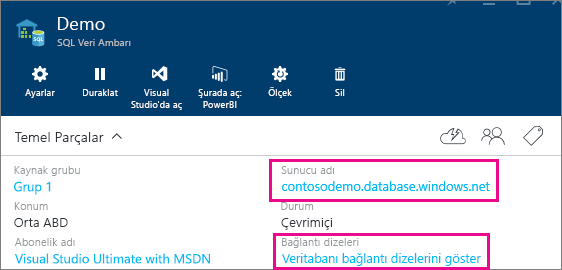 Demo
SQL Veri Ambarı
SQL
Ayarlar
Duraklat
Visual
Studio'da aç
Şurada aç:
PowerBI
Ölçek
Sil
Temel Parçalar
Kaynak grubu
Grup 1
Sunucu adı
contosodemo.database.windows.net
Konum
Orta ABD
Durum
Çevrimiçi
Abonelik adı
Visual Studio Ultimate with MSDN
Bağlantı dizeleri
Veritabanı bağlantı dizelerini göster